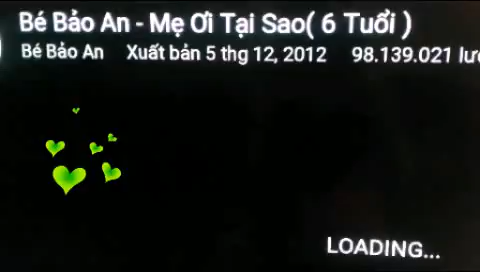 Bé Bảo An - Mẹ Ơi Tại Sao( 6 Tuổi )
Bé Bảo An Xuất bản 5 thg 12, 2012 98.139.021 lư
LOADING...